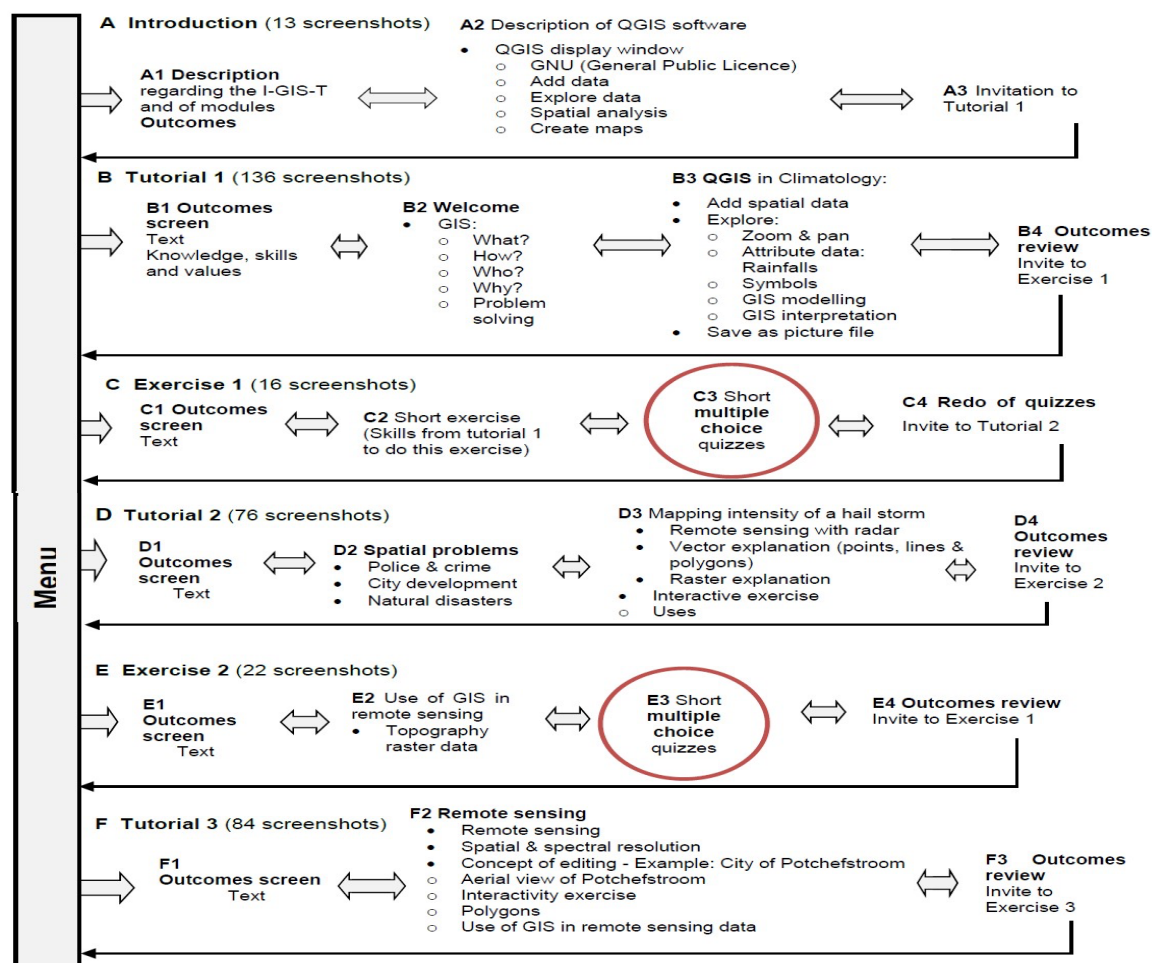 Menu
A Introduction (13 screenshots)
A1 Description
regarding the I-GIS-T
and of modules
Outcomes
A2 Description of QGIS software
• QGIS display window
o GNU (General Public Licence)
o Add data
o Explore data
o Spatial analysis
o Create maps
A3 Invitation to
Tutorial 1
B Tutorial 1 (136 screenshots)
B1 Outcomes
screen
Text
Knowledge, skills
and values
B2 Welcome
• GIS:
o What?
o How?
o Who?
o Why?
o Problem
solving
B3 QGIS in Climatology:
• Add spatial data
• Explore:
o Zoom & pan
o Attribute data:
Rainfalls
o Symbols
o GIS modelling
o GIS interpretation
• Save as picture file
B4 Outcomes
review
Invite to
Exercise 1
C Exercise 1 (16 screenshots)
C1 Outcomes
screen
Text
C2 Short exercise
(Skills from tutorial 1
to do this exercise)
C3 Short
multiple
choice
quizzes
C4 Redo of quizzes
Invite to Tutorial 2
D Tutorial 2 (76 screenshots)
D1
Outcomes
screen
Text
D2 Spatial problems
• Police & crime
• City development
• Natural disasters
D3 Mapping intensity of a hail storm
• Remote sensing with radar
• Vector explanation (points, lines &
polygons)
• Raster explanation
• Interactive exercise
o Uses
D4
Outcomes
review
Invite to
Exercise 2
E Exercise 2 (22 screenshots)
E1
Outcomes
screen
Text
E2 Use of GIS in
remote sensing
• Topography
raster data
E3 Short
multiple
choice
quizzes
E4 Outcomes review
Invite to Exercise 1
F Tutorial 3 (84 screenshots)
F1
Outcomes screen
Text
F2 Remote sensing
• Remote sensing
• Spatial & spectral resolution
• Concept of editing - Example: City of Potchefstroom
o Aerial view of Potchefstroom
o Interactivity exercise
o Polygons
o Use of GIS in remote sensing data
F3 Outcomes
review
Invite to
Exercise 3